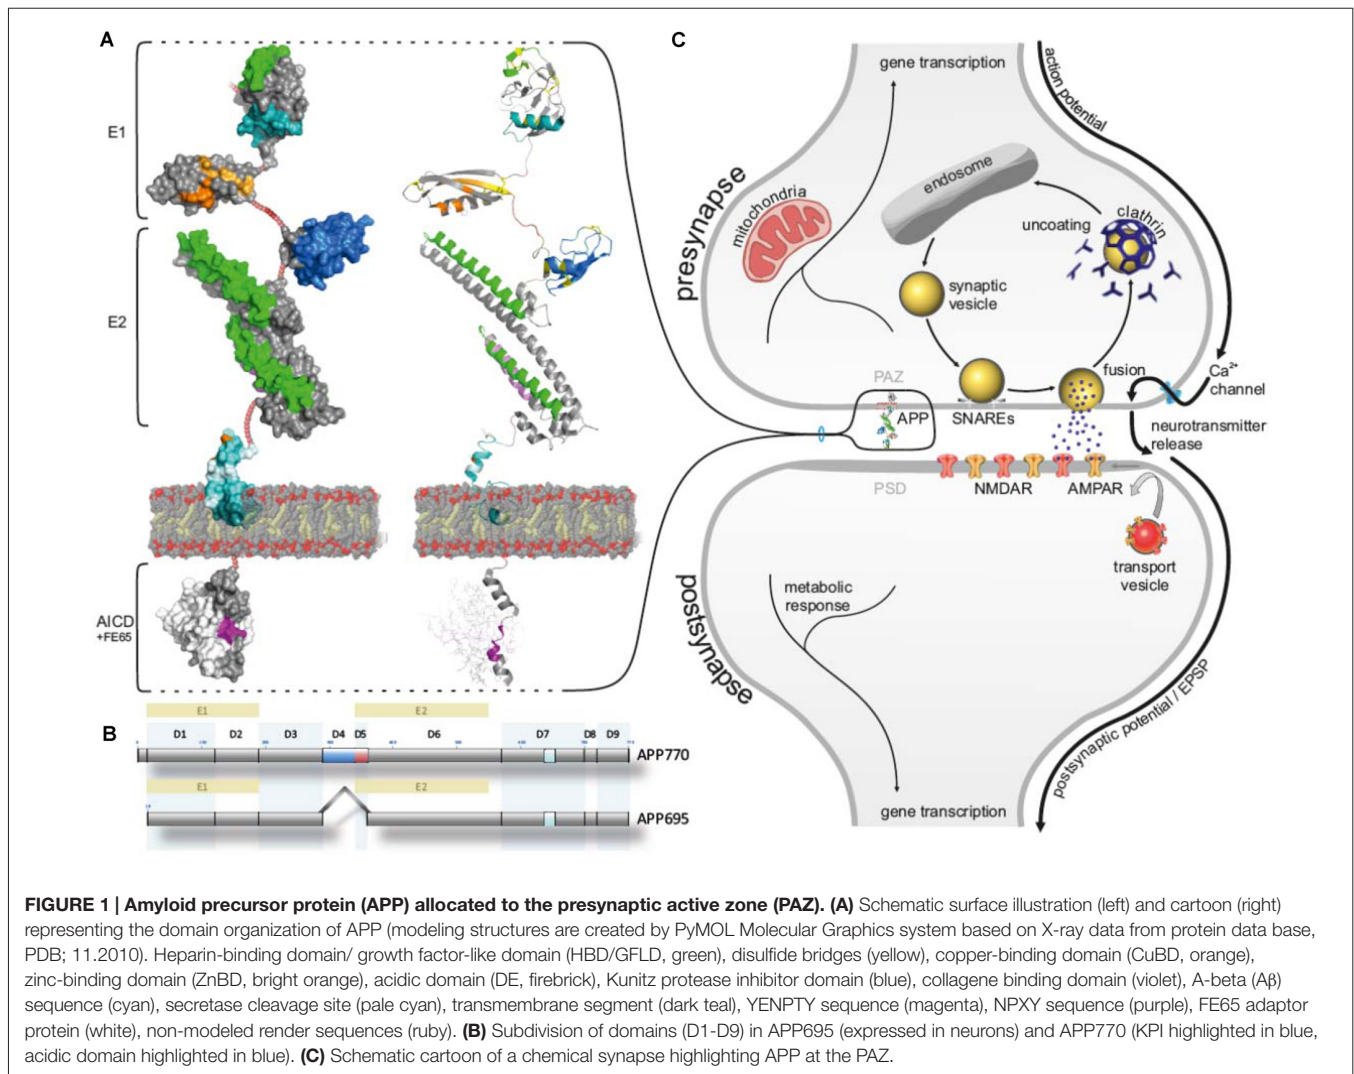 A
E1
E2
AICD
+FE65
B
E1
E2
D1
D2
D3
D4
D5
D6
D7
D8
D9
APP770
E1
E2
APP695
C
gene transcription
action potential
presynapse
mitochondria
endosome
uncoating
clathrin
synaptic
vesicle
fusion
Ca²⁺
channel
PAZ
APP
SNAREs
neurotransmitter
release
PSD
NMDAR
AMPAR
transport
vesicle
metabolic
response
postsynapse
postsynaptic potential / EPSP
gene transcription
FIGURE 1 | Amyloid precursor protein (APP) allocated to the presynaptic active zone (PAZ). (A) Schematic surface illustration (left) and cartoon (right)
representing the domain organization of APP (modeling structures are created by PyMOL Molecular Graphics system based on X-ray data from protein data base,
PDB; 11.2010). Heparin-binding domain/ growth factor-like domain (HBD/GFLD, green), disulfide bridges (yellow), copper-binding domain (CuBD, orange),
zinc-binding domain (ZnBD, bright orange), acidic domain (DE, firebrick), Kunitz protease inhibitor domain (blue), collagene binding domain (violet), A-beta (Aβ)
sequence (cyan), secretase cleavage site (pale cyan), transmembrane segment (dark teal), YENPTY sequence (magenta), NPXY sequence (purple), FE65 adaptor
protein (white), non-modeled render sequences (ruby). (B) Subdivision of domains (D1-D9) in APP695 (expressed in neurons) and APP770 (KPI highlighted in blue,
acidic domain highlighted in blue). (C) Schematic cartoon of a chemical synapse highlighting APP at the PAZ.